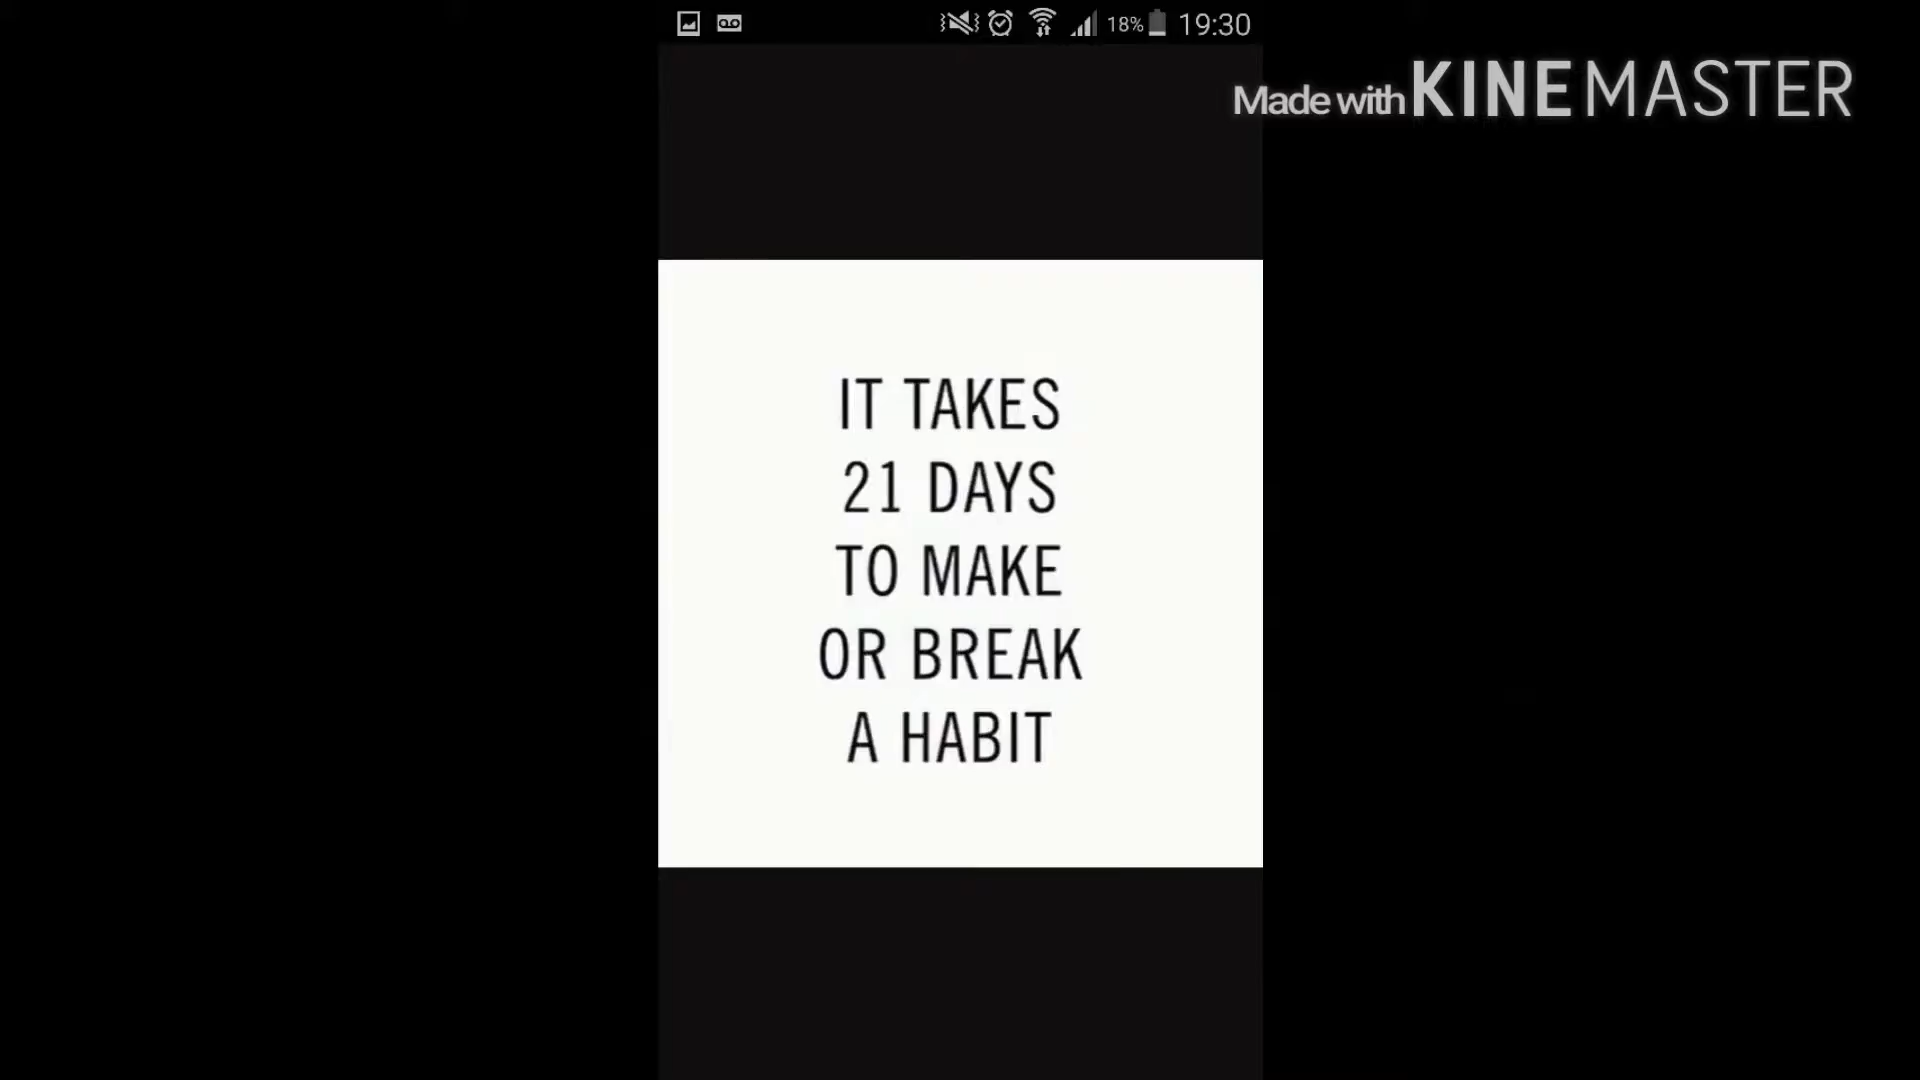 18% 19:30
Made with KINEMASTER
IT TAKES
21 DAYS
TO MAKE
OR BREAK
A HABIT